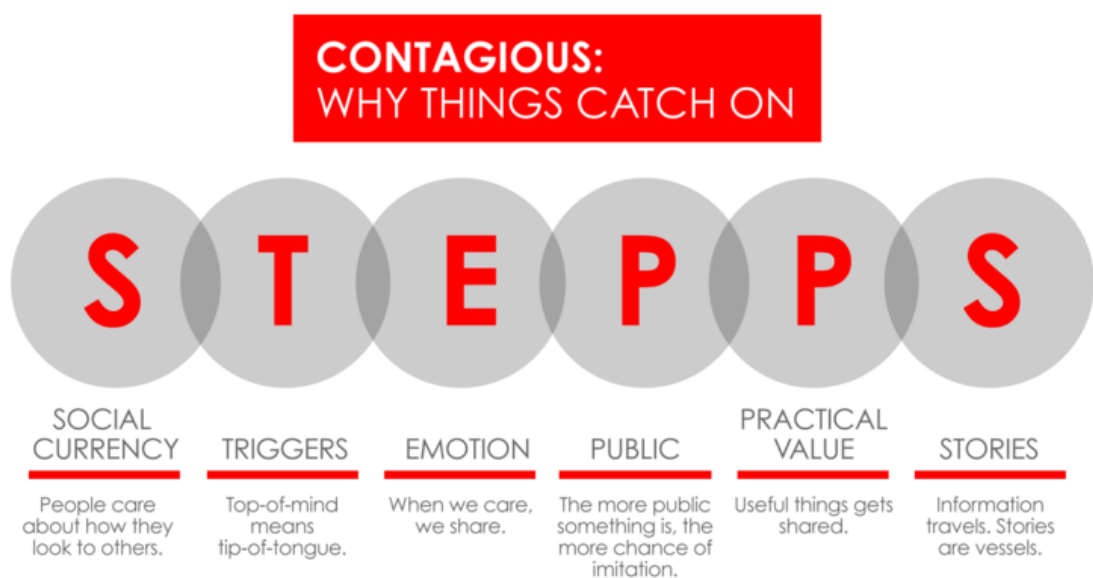 CONTAGIOUS:
WHY THINGS CATCH ON
S T E P P S
SOCIAL
CURRENCY
People care
about how they
look to others.
TRIGGERS
Top-of-mind
means
tip-of-tongue.
EMOTION
When we care,
we share.
PUBLIC
The more public
something is, the
more chance of
imitation.
PRACTICAL
VALUE
Useful things gets
shared.
STORIES
Information
travels. Stories
are vessels.